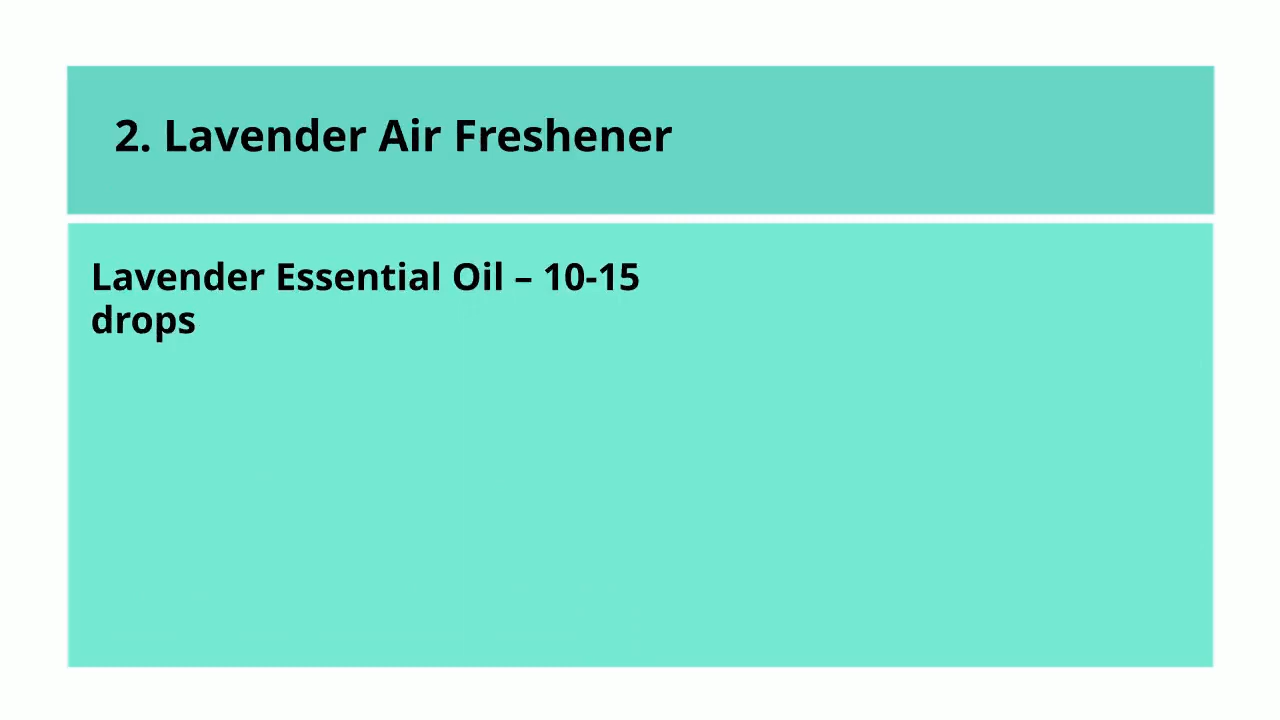 2. Lavender Air Freshener
Lavender Essential Oil – 10-15
drops